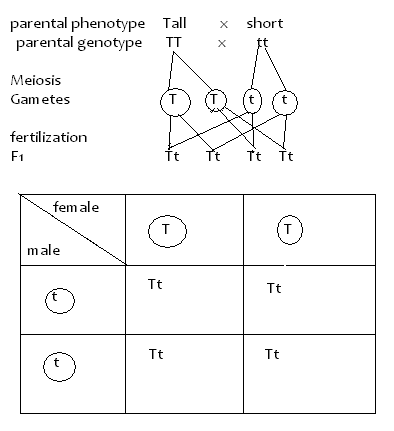 parental phenotype Tall x short
parental genotype TT x tt
Meiosis
Gametes T T t t
fertilization
F1 Tt Tt Tt Tt
female
male
T T
t Tt Tt
t Tt Tt